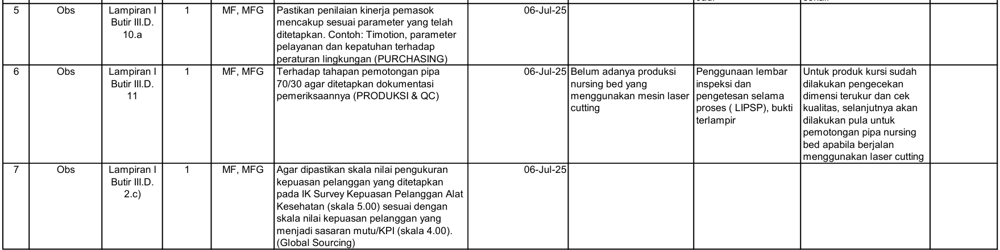 5
Obs
Lampiran I
Butir III.D.
10.a
1
MF, MFG
Pastikan penilaian kinerja pemasok
mencakup sesuai parameter yang telah
ditetapkan. Contoh: Timotion, parameter
pelayanan dan kepatuhan terhadap
peraturan lingkungan (PURCHASING)
06-Jul-25
6
Obs
Lampiran I
Butir III.D.
11
1
MF, MFG
Terhadap tahapan pemotongan pipa
70/30 agar ditetapkan dokumentasi
pemeriksaannya (PRODUKSI & QC)
06-Jul-25
Belum adanya produksi
nursing bed yang
menggunakan mesin laser
cutting
Penggunaan lembar
inspeksi dan
pengetesan selama
proses ( LIPSP), bukti
terlampir
Untuk produk kursi sudah
dilakukan pengecekan
dimensi terukur dan cek
kualitas, selanjutnya akan
dilakukan pula untuk
pemotongan pipa nursing
bed apabila berjalan
menggunakan laser cutting
7
Obs
Lampiran I
Butir III.D.
2.c)
1
MF, MFG
Agar dipastikan skala nilai pengukuran
kepuasan pelanggan yang ditetapkan
pada IK Survey Kepuasan Pelanggan Alat
Kesehatan (skala 5.00) sesuai dengan
skala nilai kepuasan pelanggan yang
menjadi sasaran mutu/KPI (skala 4.00).
(Global Sourcing)
06-Jul-25